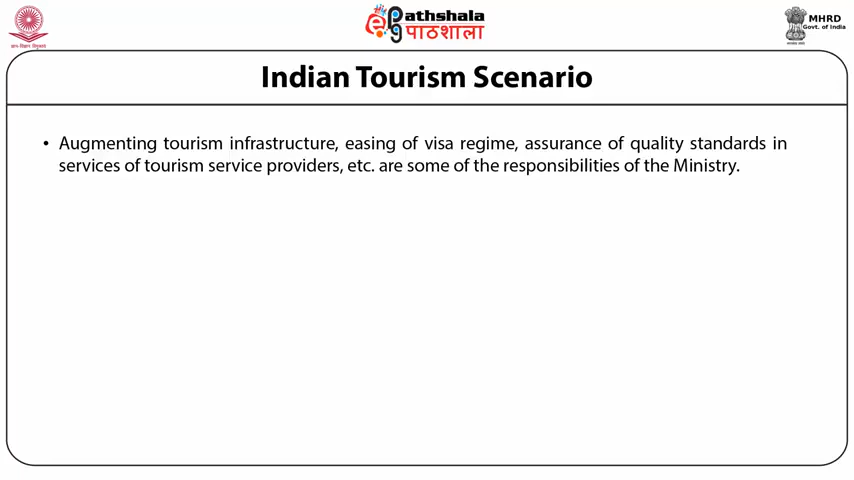 ePathshala
पाठशाला
MHRD
Govt. of India
Indian Tourism Scenario
• Augmenting tourism infrastructure, easing of visa regime, assurance of quality standards in
services of tourism service providers, etc. are some of the responsibilities of the Ministry.